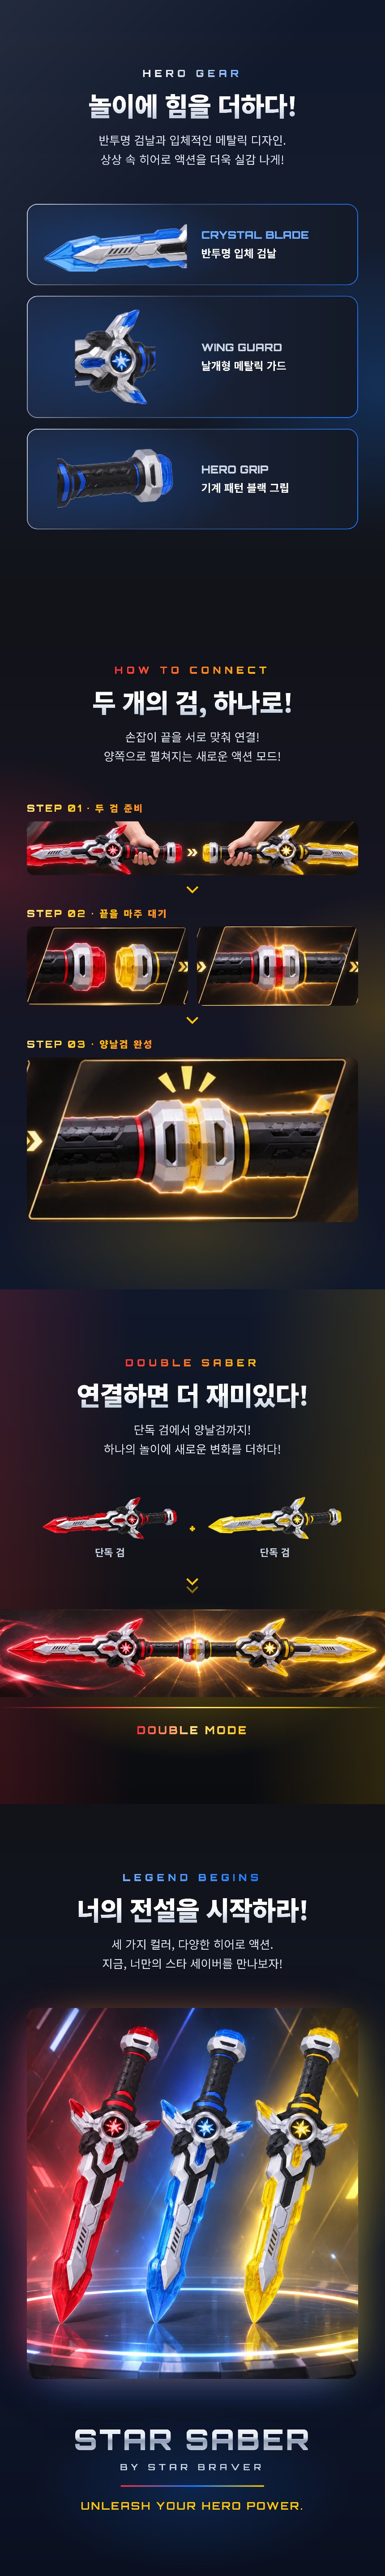 HERO GEAR
놀이에 힘을 더하다!
반투명 검날과 입체적인 메탈릭 디자인.
상상 속 히어로 액션을 더욱 실감 나게!
CRYSTAL BLADE
반투명 입체 검날
WING GUARD
날개형 메탈릭 가드
HERO GRIP
기계 패턴 블랙 그립
HOW TO CONNECT
두 개의 검, 하나로!
손잡이 끝을 서로 맞춰 연결!
양쪽으로 펼쳐지는 새로운 액션 모드!
STEP 01 · 두 검 준비
STEP 02 · 끝을 마주 대기
STEP 03 · 양날검 완성
DOUBLE SABER
연결하면 더 재미있다!
단독 검에서 양날검까지!
하나의 놀이에 새로운 변화를 더하다!
단독 검
+
단독 검
DOUBLE MODE
LEGEND BEGINS
너의 전설을 시작하라!
세 가지 컬러, 다양한 히어로 액션.
지금, 너만의 스타 세이버를 만나보자!
STAR SABER
BY STAR BRAVER
UNLEASH YOUR HERO POWER.